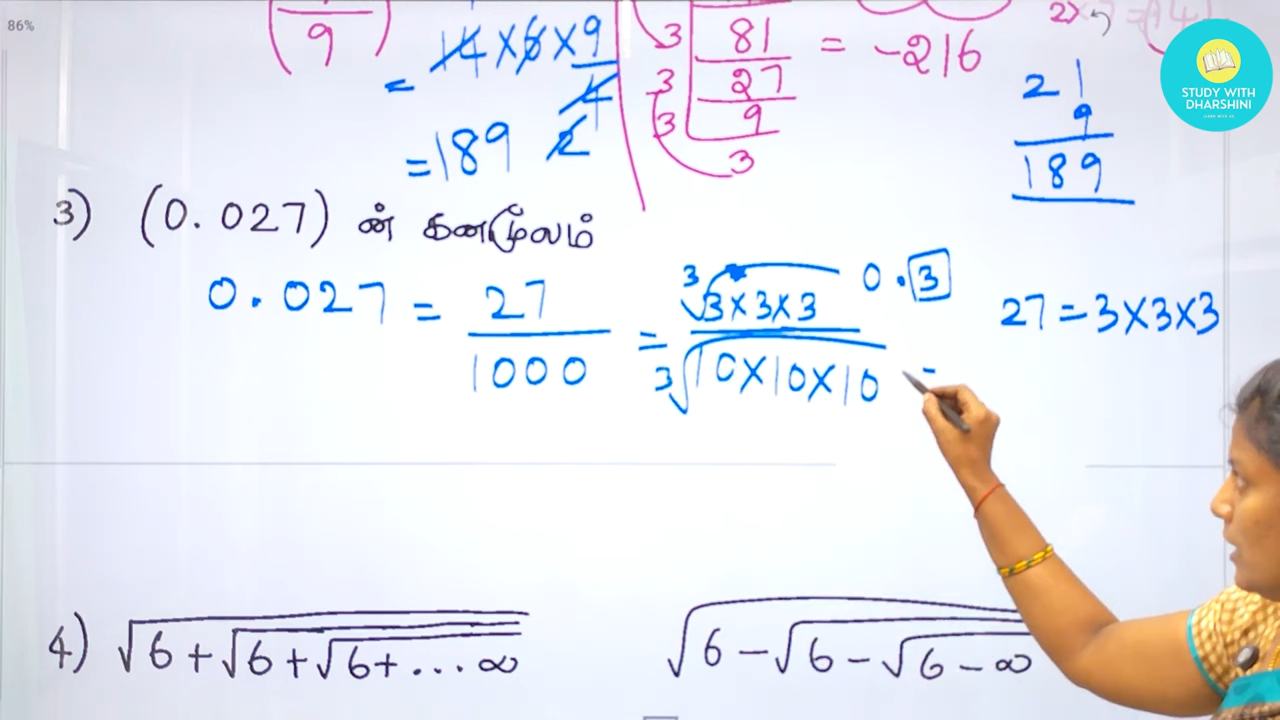 86%
9
14 × 6 × 9
4
=
= 189 2
3 81
3 27
3 9
3
= -216
2)
21
9
189
STUDY WITH
DHARSHINI
3) (0.027) ன் கனமூலம்
0.027 = 27/1000 = ∛3×3×3 / ∛10×10×10 =
0.3
27 = 3×3×3
4) √6+√6+√6+...∞
√6-√6-√6-∞